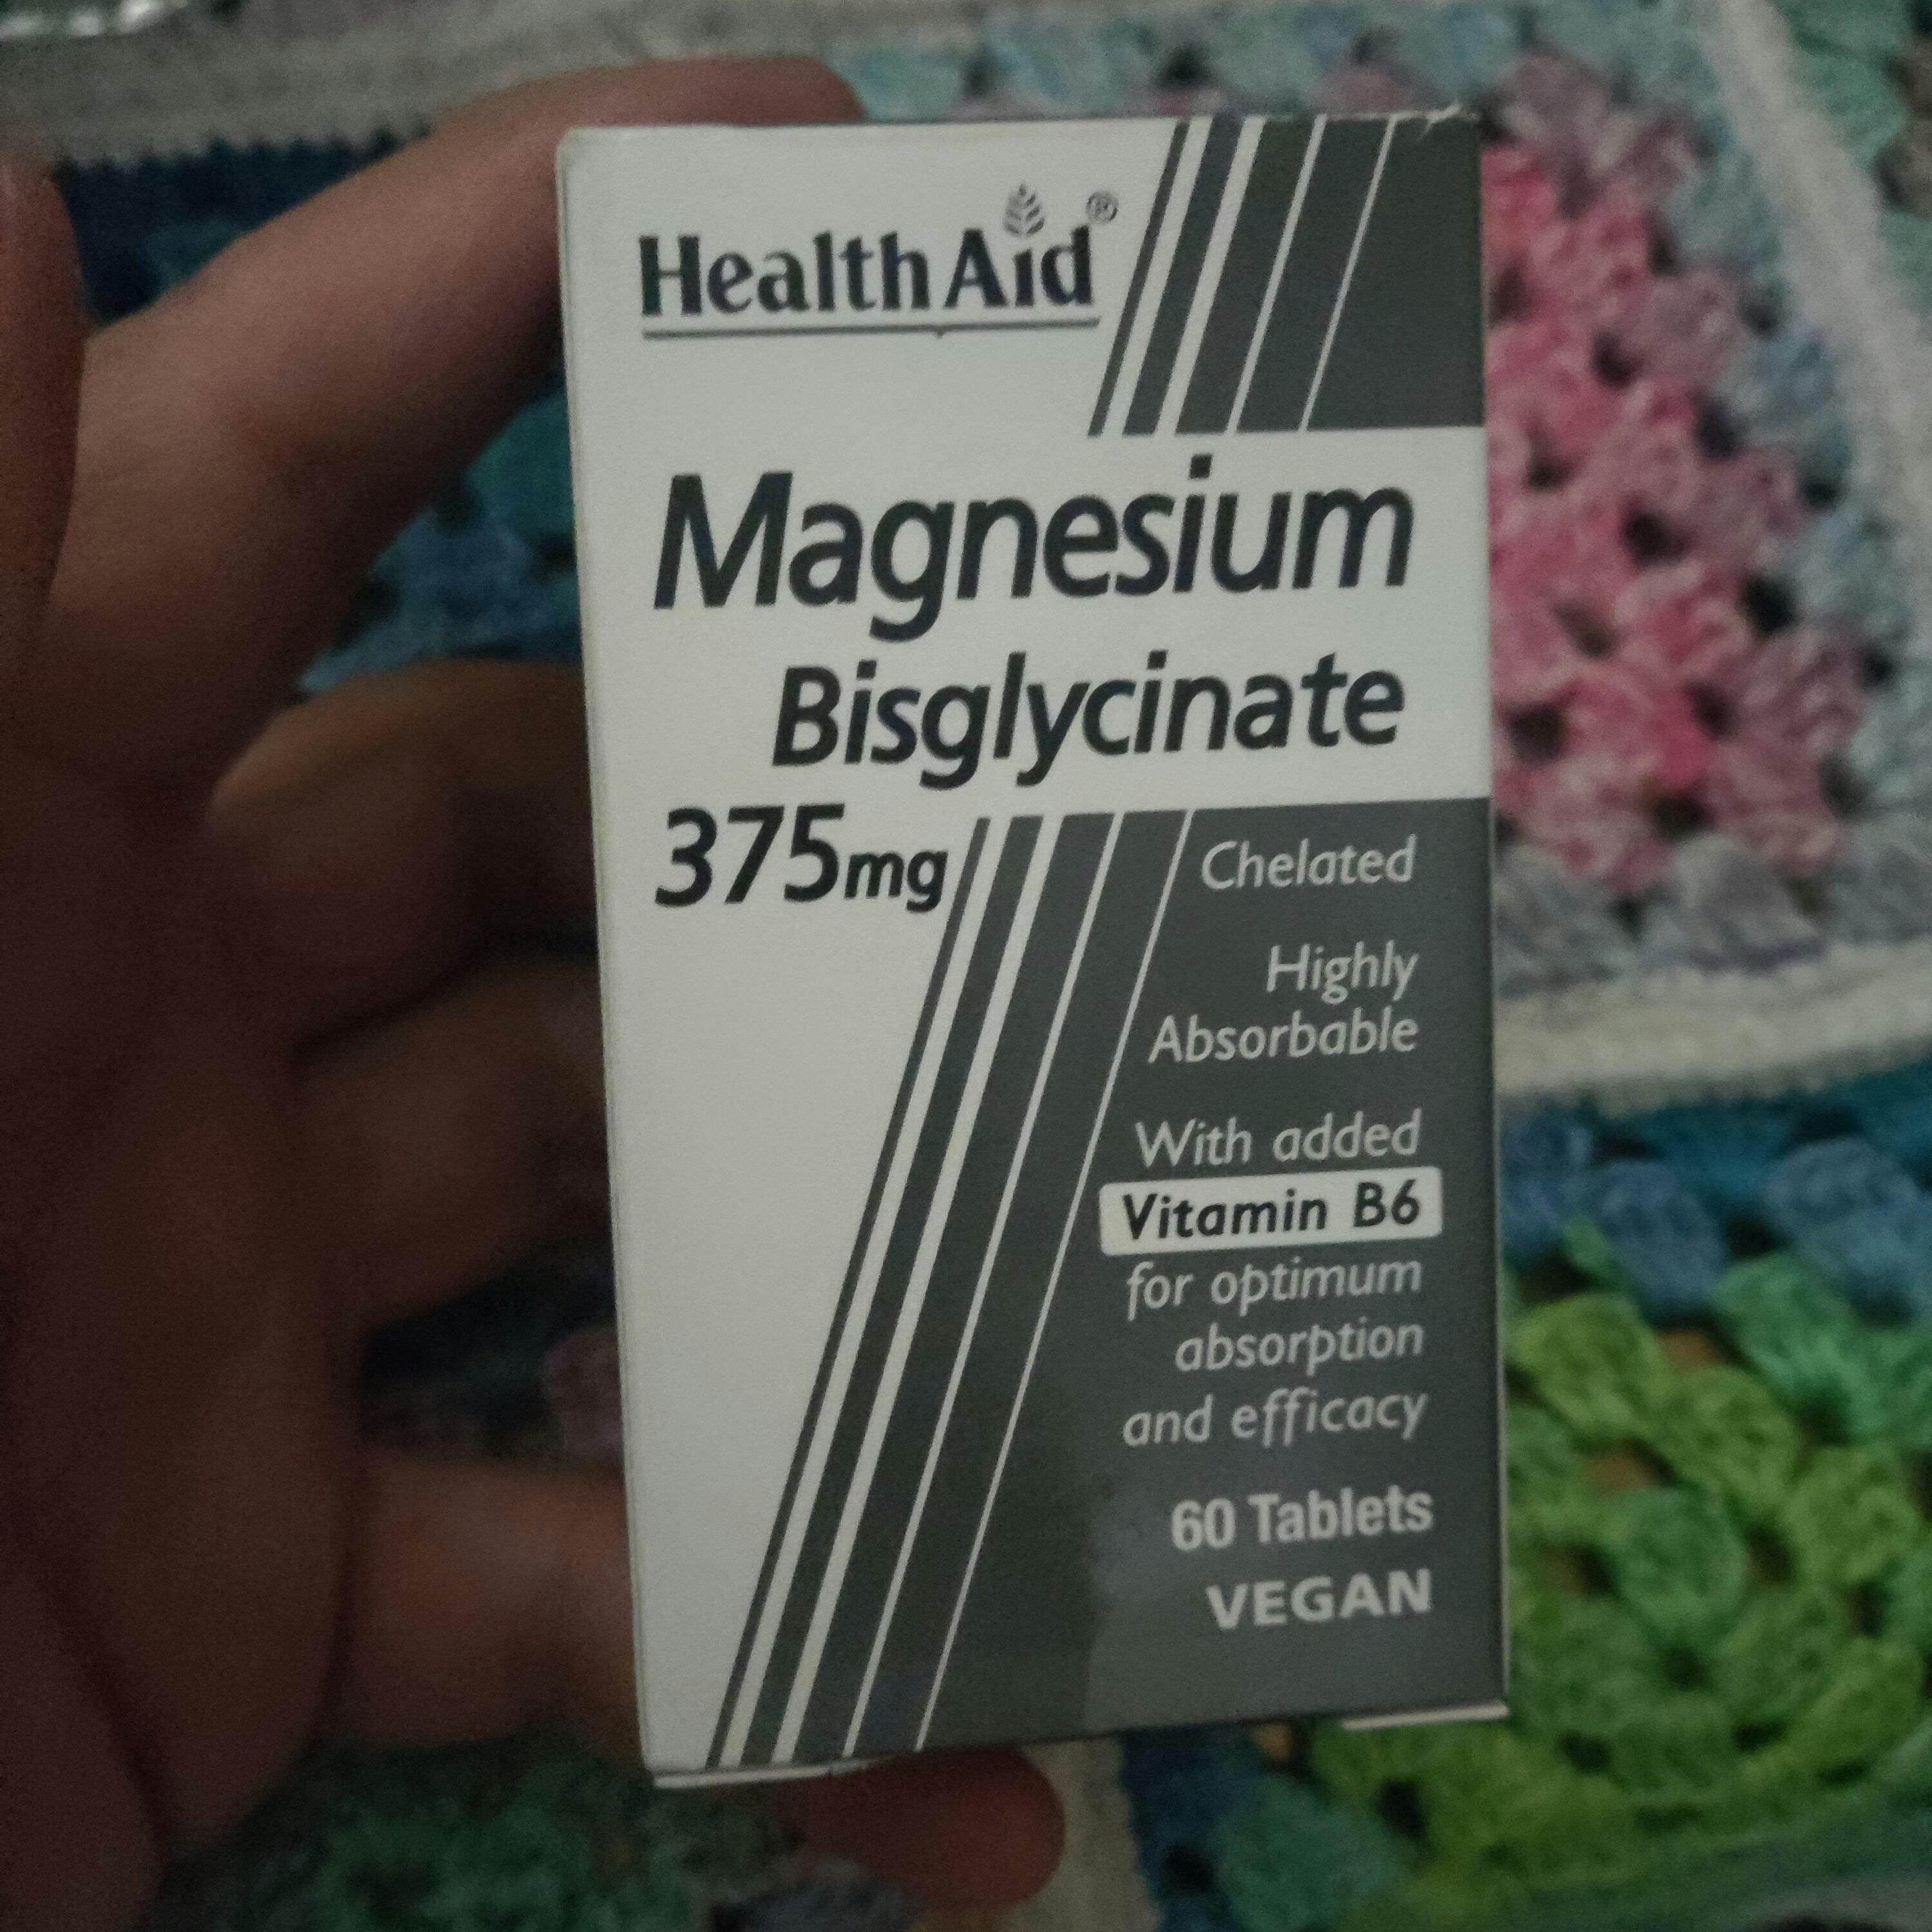 HealthAid®
Magnesium
Bisglycinate
375mg
Chelated
Highly
Absorbable
With added
Vitamin B6
for optimum
absorption
and efficacy
60 Tablets
VEGAN